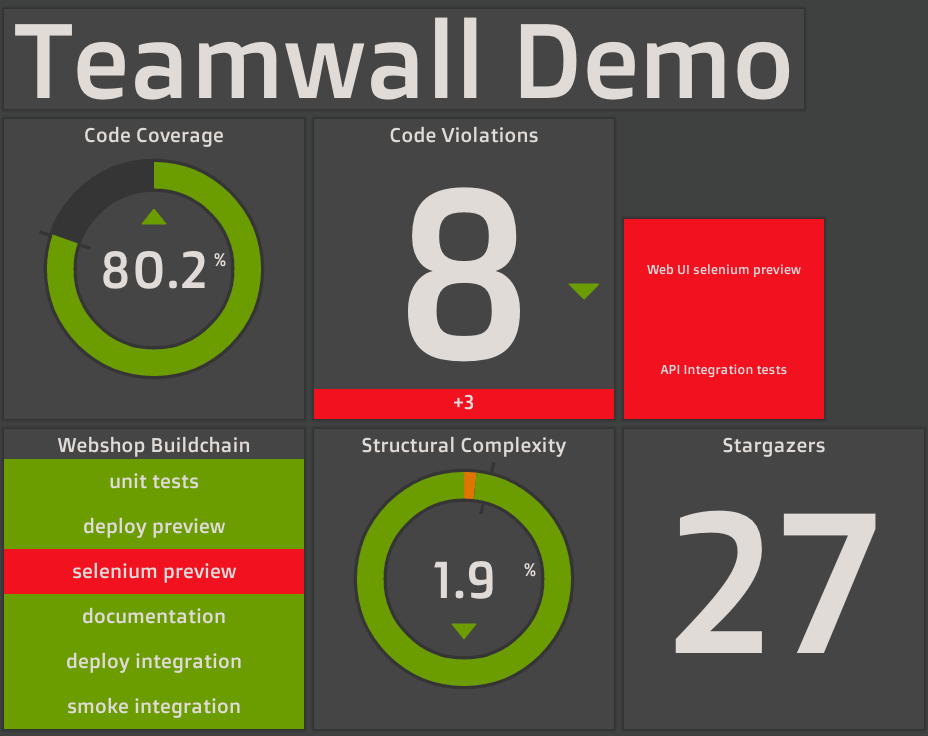 Teamwall Demo
Code Coverage
80.2 %
Code Violations
8
+3
Web UI selenium preview
API Integration tests
Webshop Buildchain
unit tests
deploy preview
selenium preview
documentation
deploy integration
smoke integration
Structural Complexity
1.9 %
Stargazers
27